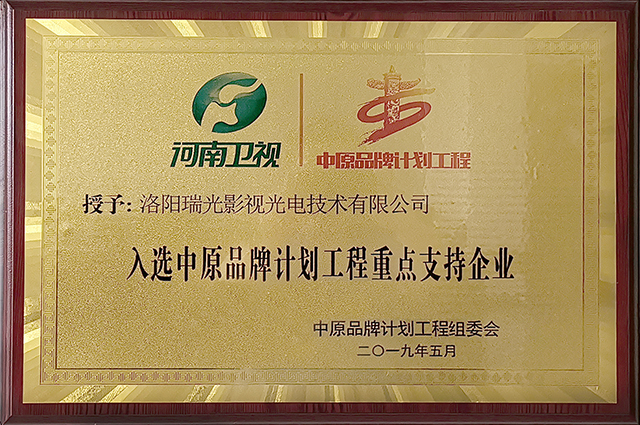 河南卫视
中原品牌计划工程
授予：洛阳瑞光影视光电技术有限公司
入选中原品牌计划工程重点支持企业
中原品牌计划工程组委会
二〇一九年五月